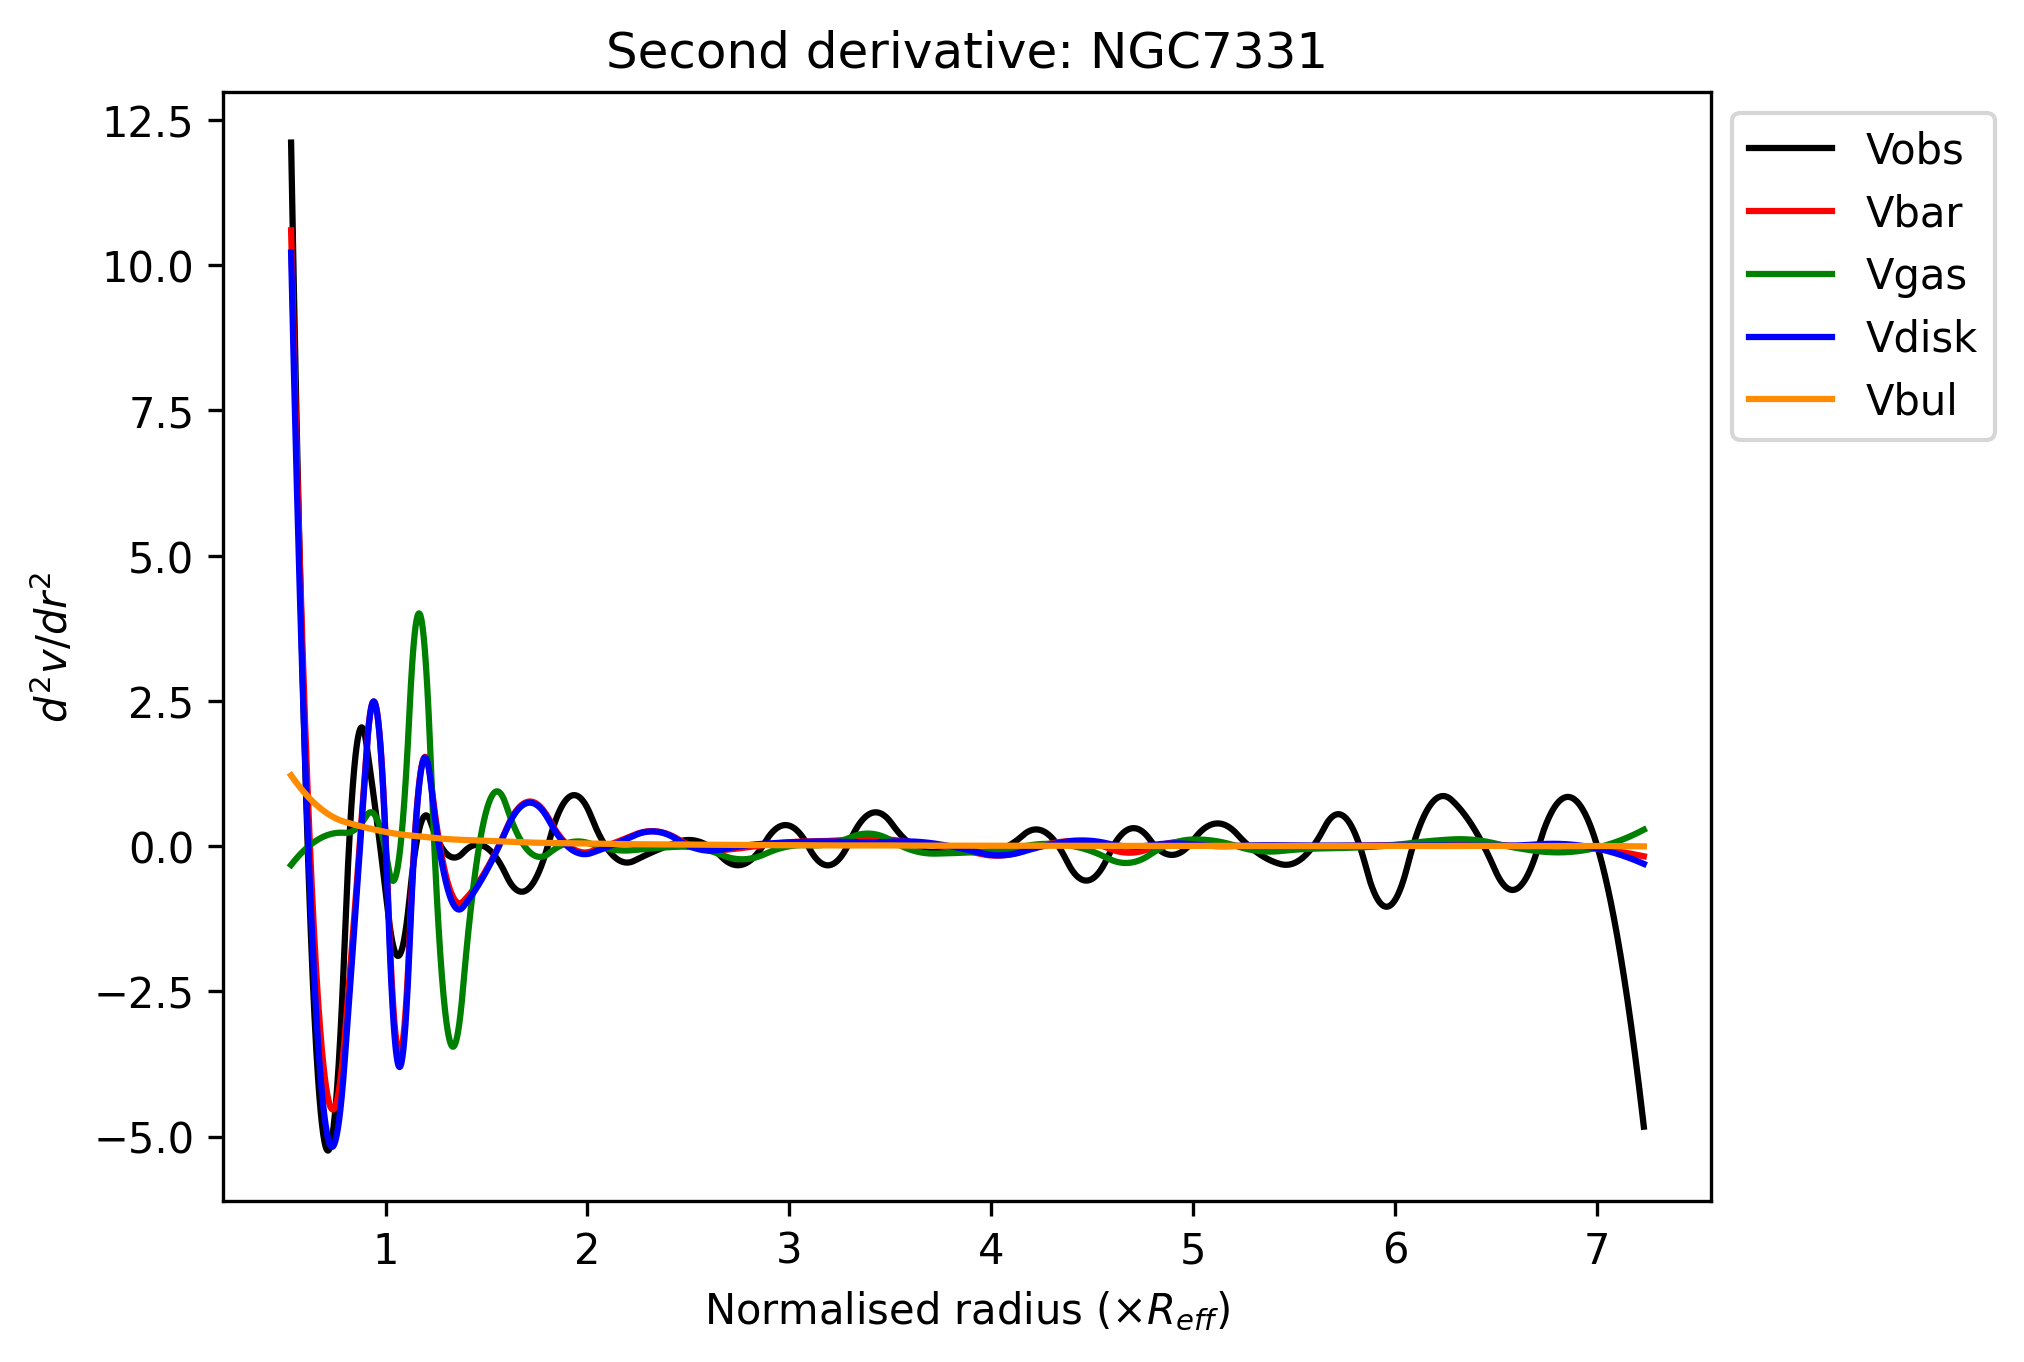 Second derivative: NGC7331
12.5
10.0
7.5
5.0
2.5
0.0
−2.5
−5.0
d²v/dr²
1 2 3 4 5 6 7
Normalised radius (×R_eff)
Vobs
Vbar
Vgas
Vdisk
Vbul